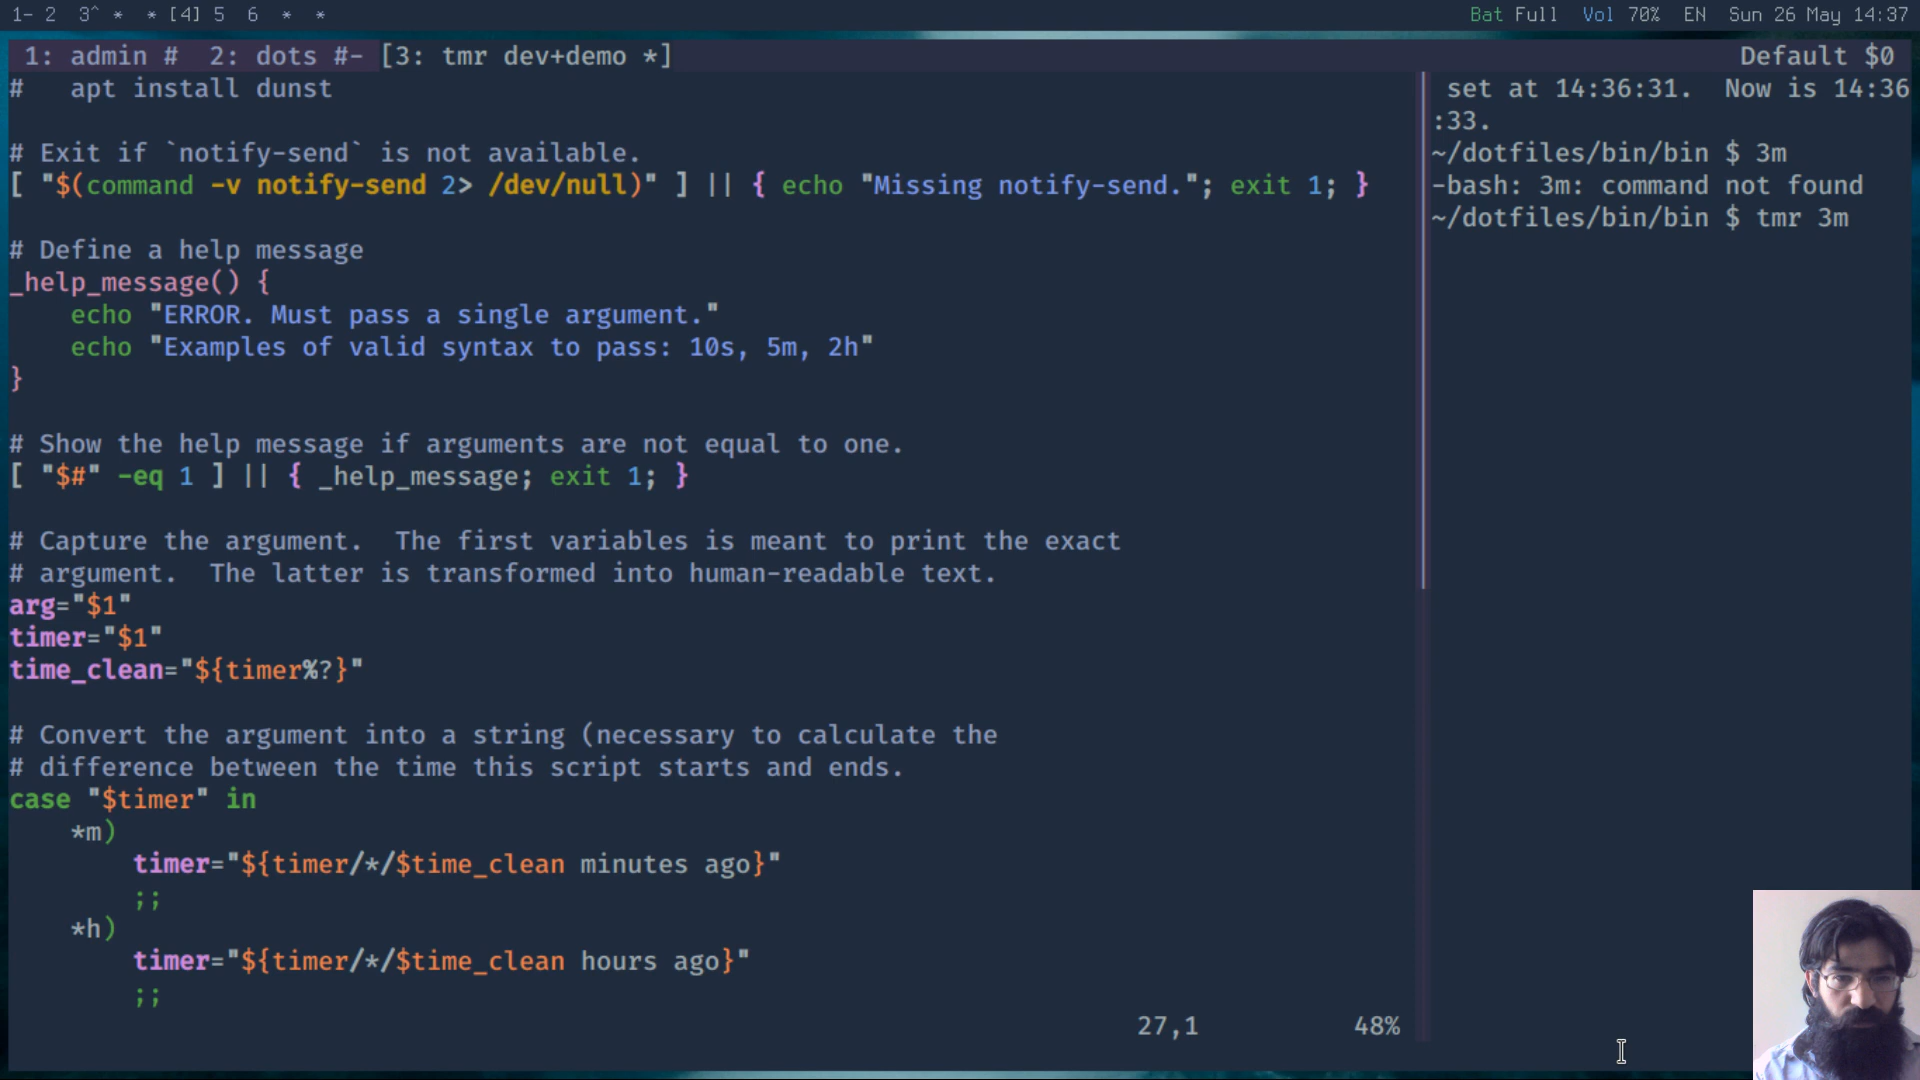 1- 2  3^ *  * [4] 5  6  *  *
Bat Full  Vol 70%  EN  Sun 26 May 14:37
1: admin #  2: dots #- [3: tmr dev+demo *]
Default $0
#   apt install dunst
# Exit if `notify-send` is not available.
[ "$(command -v notify-send 2> /dev/null)" ] || { echo "Missing notify-send."; exit 1; }
# Define a help message
_help_message() {
    echo "ERROR. Must pass a single argument."
    echo "Examples of valid syntax to pass: 10s, 5m, 2h"
}
# Show the help message if arguments are not equal to one.
[ "$#" -eq 1 ] || { _help_message; exit 1; }
# Capture the argument.  The first variables is meant to print the exact
# argument.  The latter is transformed into human-readable text.
arg="$1"
timer="$1"
time_clean="${timer%?}"
# Convert the argument into a string (necessary to calculate the
# difference between the time this script starts and ends.
case "$timer" in
    *m)
        timer="${timer/*/$time_clean minutes ago}"
        ;;
    *h)
        timer="${timer/*/$time_clean hours ago}"
        ;;
27,1          48%
 set at 14:36:31.  Now is 14:36
:33.
~/dotfiles/bin/bin $ 3m
-bash: 3m: command not found
~/dotfiles/bin/bin $ tmr 3m